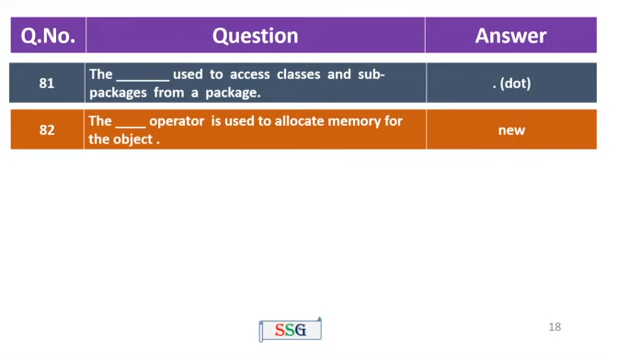 Q.No. Question Answer
81 The _______ used to access classes and sub- . (dot)
packages from a package.
82 The ____ operator is used to allocate memory for new
the object .
SSG
18